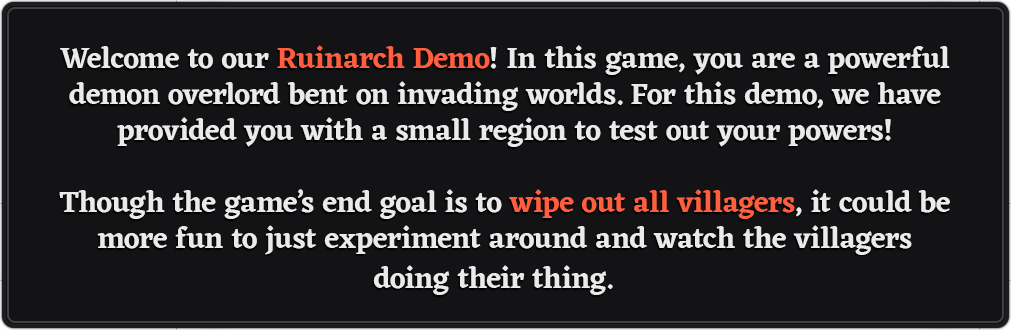 Welcome to our Ruinarch Demo! In this game, you are a powerful
demon overlord bent on invading worlds. For this demo, we have
provided you with a small region to test out your powers!
Though the game’s end goal is to wipe out all villagers, it could be
more fun to just experiment around and watch the villagers
doing their thing.